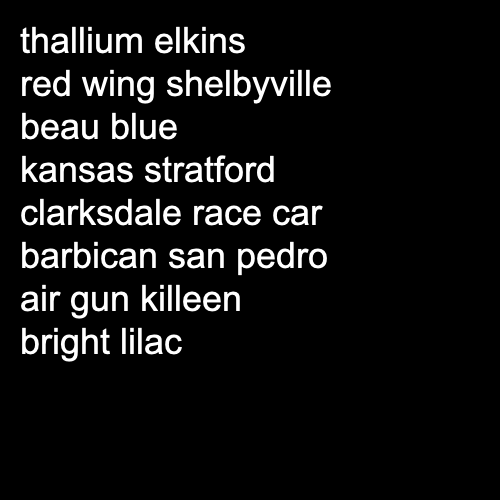 thallium elkins
red wing shelbyville
beau blue
kansas stratford
clarksdale race car
barbican san pedro
air gun killeen
bright lilac